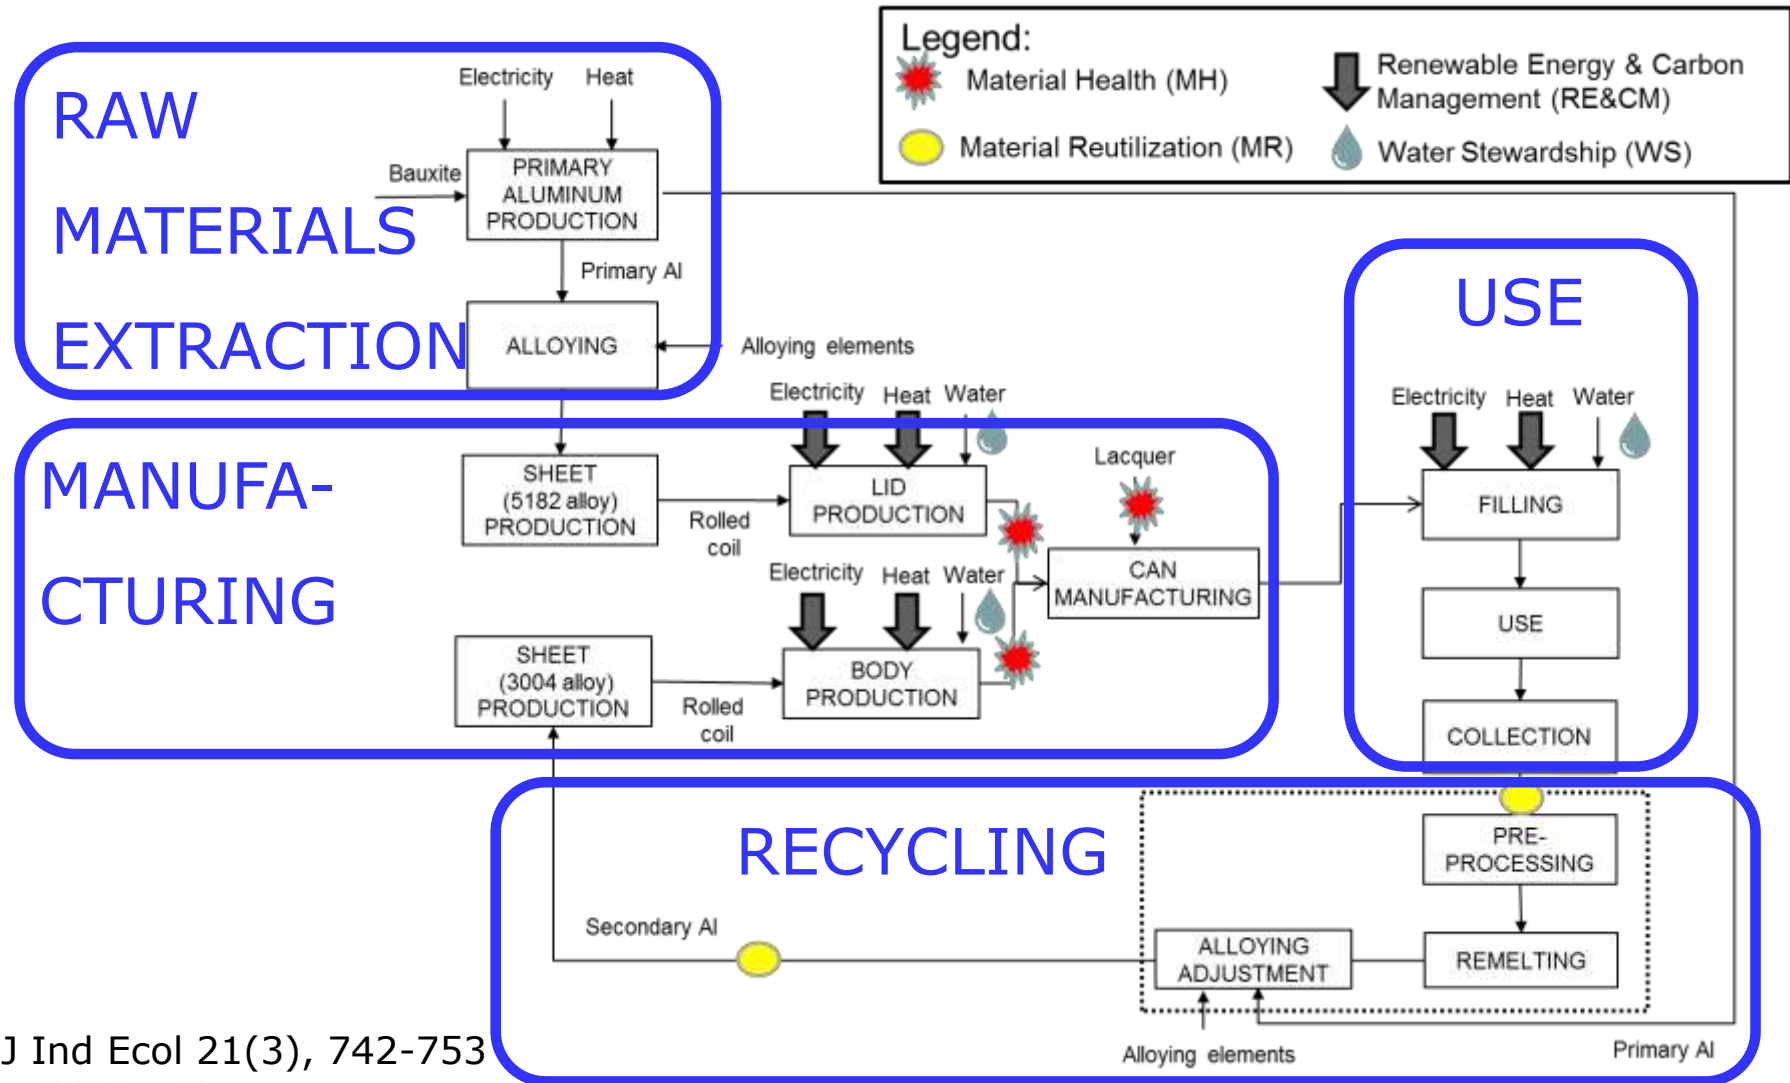 Legend:
Material Health (MH)
Renewable Energy & Carbon
Management (RE&CM)
Material Reutilization (MR)
Water Stewardship (WS)
RAW
MATERIALS
EXTRACTION
Electricity
Heat
Bauxite
PRIMARY
ALUMINUM
PRODUCTION
Primary Al
ALLOYING
Alloying elements
MANUFA-
CTURING
SHEET
(5182 alloy)
PRODUCTION
Rolled
coil
Electricity
Heat
Water
LID
PRODUCTION
Lacquer
CAN
MANUFACTURING
SHEET
(3004 alloy)
PRODUCTION
Rolled
coil
Electricity
Heat
Water
BODY
PRODUCTION
USE
Electricity
Heat
Water
FILLING
USE
COLLECTION
RECYCLING
PRE-
PROCESSING
REMELTING
ALLOYING
ADJUSTMENT
Secondary Al
Alloying elements
Primary Al
J Ind Ecol 21(3), 742-753